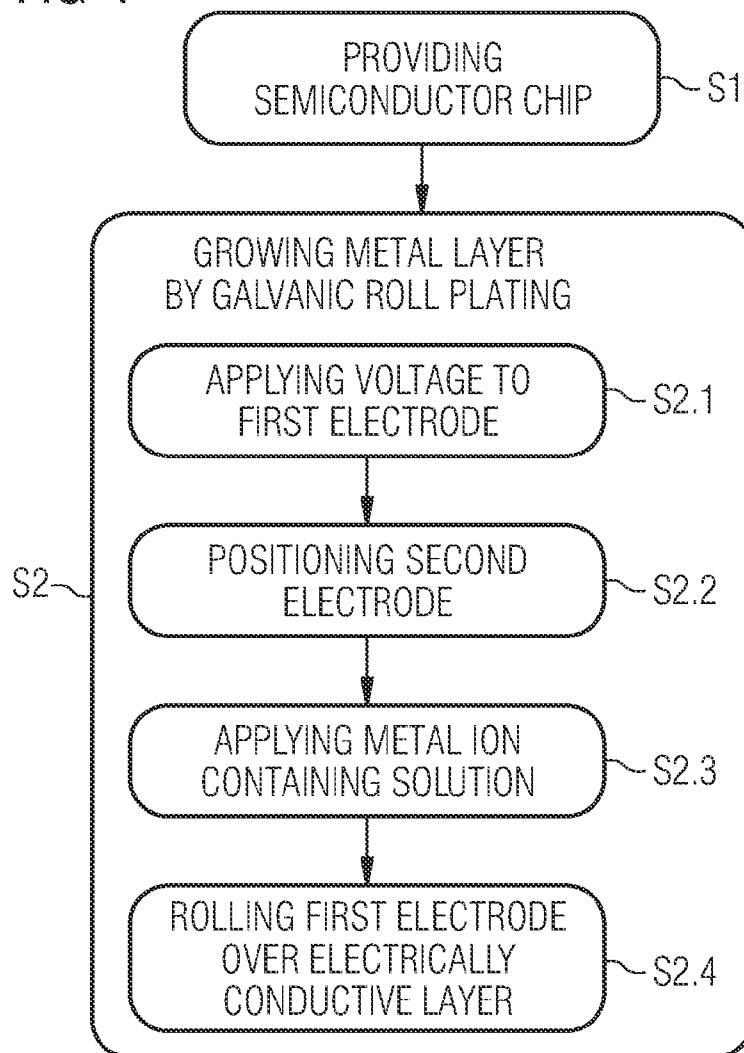 PROVIDING
SEMICONDUCTOR CHIP
S1
GROWING METAL LAYER
BY GALVANIC ROLL PLATING
APPLYING VOLTAGE TO
FIRST ELECTRODE
S2.1
POSITIONING SECOND
ELECTRODE
S2.2
S2
APPLYING METAL ION
CONTAINING SOLUTION
S2.3
ROLLING FIRST ELECTRODE
OVER ELECTRICALLY
CONDUCTIVE LAYER
S2.4